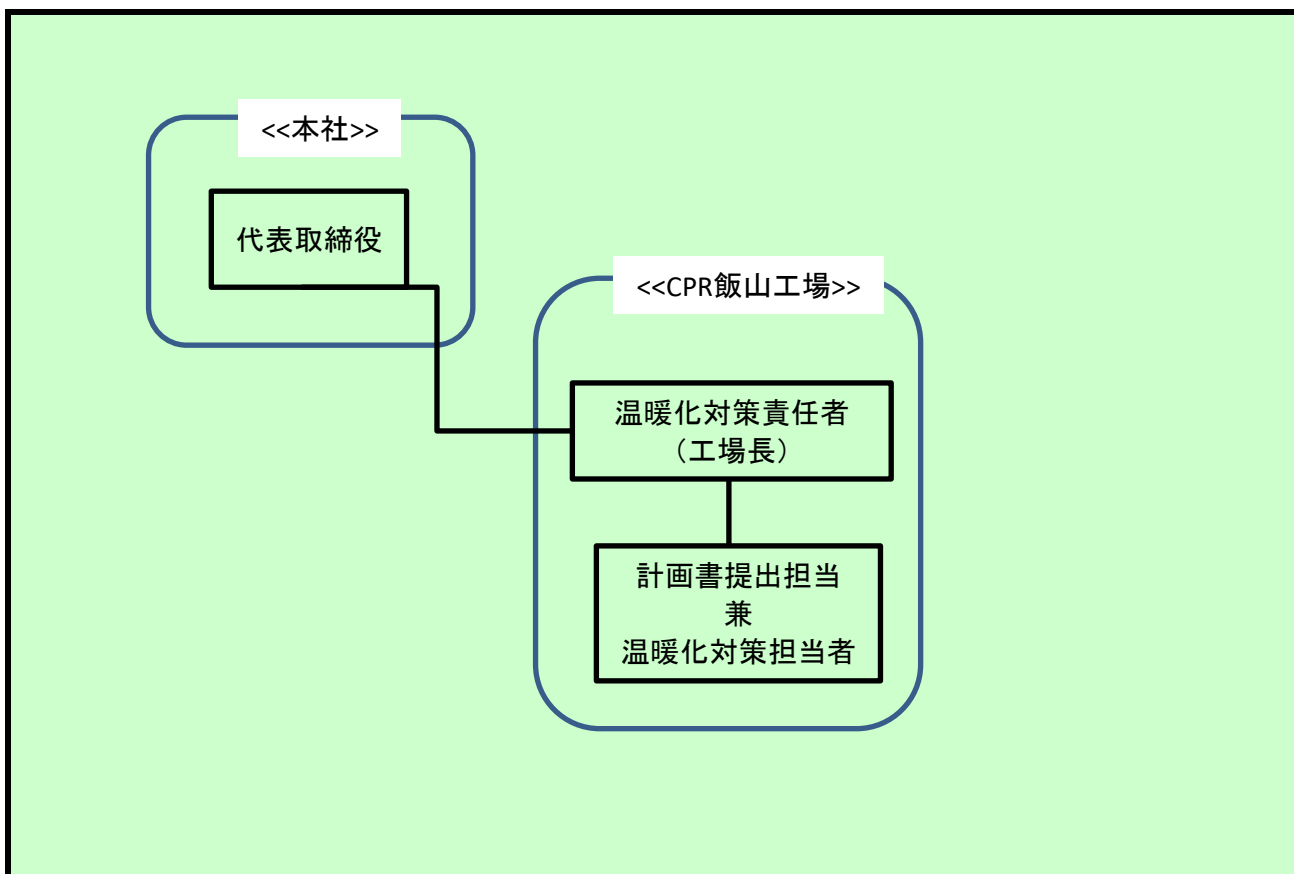 <<本社>>
代表取締役
<<CPR飯山工場>>
温暖化対策責任者
（工場長）
計画書提出担当
兼
温暖化対策担当者